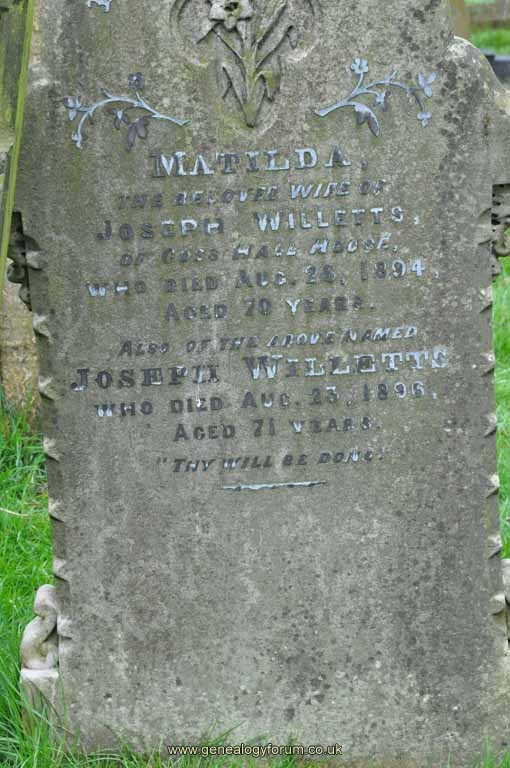 MATILDA,
THE BELOVED WIFE OF
JOSEPH WILLETTS,
OF GOSS HALL HOUSE,
WHO DIED AUG. 28, 1894,
AGED 70 YEARS.
ALSO OF THE ABOVE NAMED
JOSEPH WILLETTS
WHO DIED AUG. 23, 1896,
AGED 71 YEARS.
"THY WILL BE DONE."
www.genealogyforum.co.uk